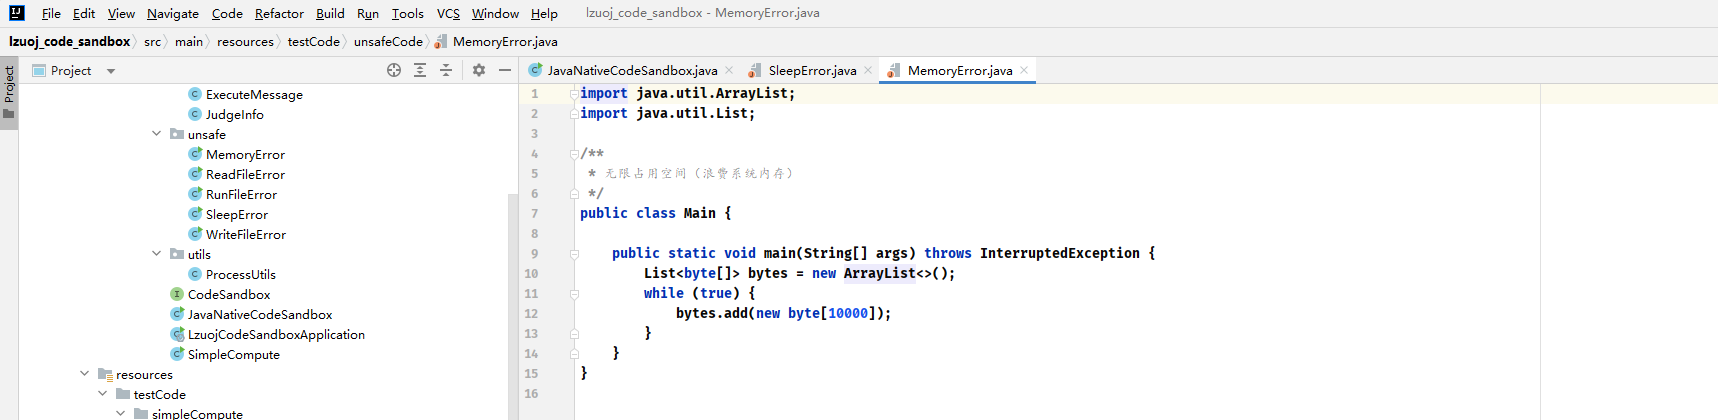 File Edit View Navigate Code Refactor Build Run Tools VCS Window Help lzuoj_code_sandbox - MemoryError.java
lzuoj_code_sandbox src main resources testCode unsafeCode MemoryError.java
Project
Project
ExecuteMessage
JudgeInfo
unsafe
MemoryError
ReadFileError
RunFileError
SleepError
WriteFileError
utils
ProcessUtils
CodeSandbox
JavaNativeCodeSandbox
LzuojCodeSandboxApplication
SimpleCompute
resources
testCode
simpleCompute
JavaNativeCodeSandbox.java SleepError.java MemoryError.java
1 import java.util.ArrayList;
2 import java.util.List;
3
4 /**
5 * 无限占用空间（浪费系统内存）
6 */
7 public class Main {
8
9 public static void main(String[] args) throws InterruptedException {
10 List<byte[]> bytes = new ArrayList<>();
11 while (true) {
12 bytes.add(new byte[10000]);
13 }
14 }
15 }
16